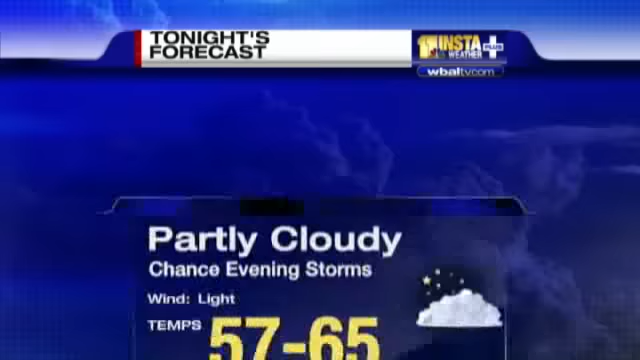 TONIGHT'S
FORECAST
11 INSTA
WEATHER PLUS
wbaltv.com
Partly Cloudy
Chance Evening Storms
Wind: Light
TEMPS 57-65